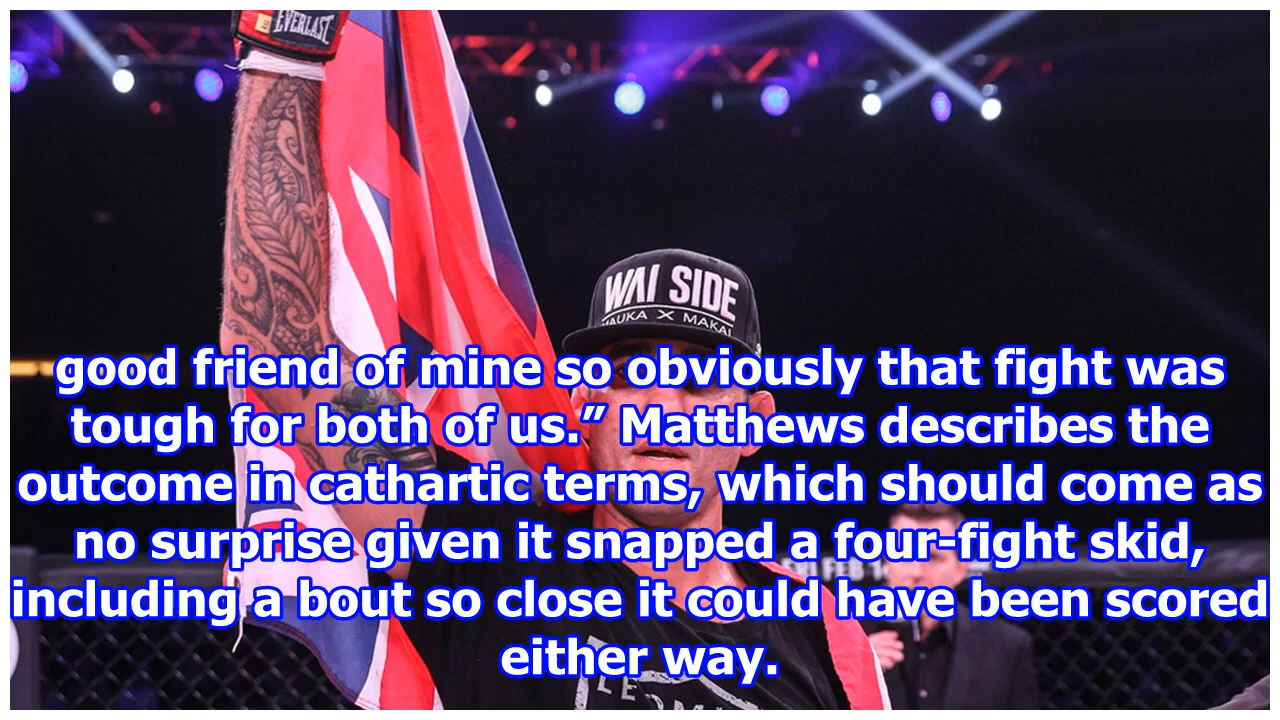 EVERLAST
WAI SIDE
MAUKA X MAKAI
good friend of mine so obviously that fight was
tough for both of us.” Matthews describes the
outcome in cathartic terms, which should come as
no surprise given it snapped a four-fight skid,
including a bout so close it could have been scored
either way.